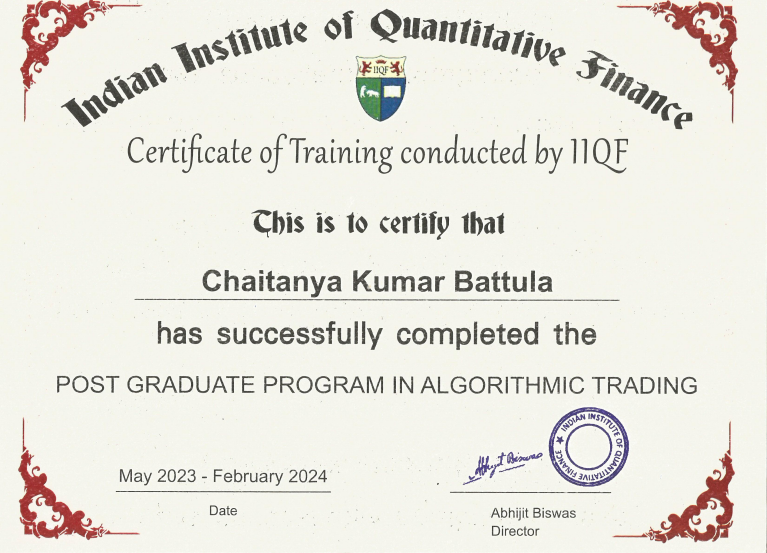 Indian Institute of Quantitative Finance
IIQF
Certificate of Training conducted by IIQF
This is to certify that
Chaitanya Kumar Battula
has successfully completed the
POST GRADUATE PROGRAM IN ALGORITHMIC TRADING
INDIAN INSTITUTE OF QUANTITATIVE FINANCE ★
Abhijit Biswas
May 2023 - February 2024
Date
Abhijit Biswas
Director